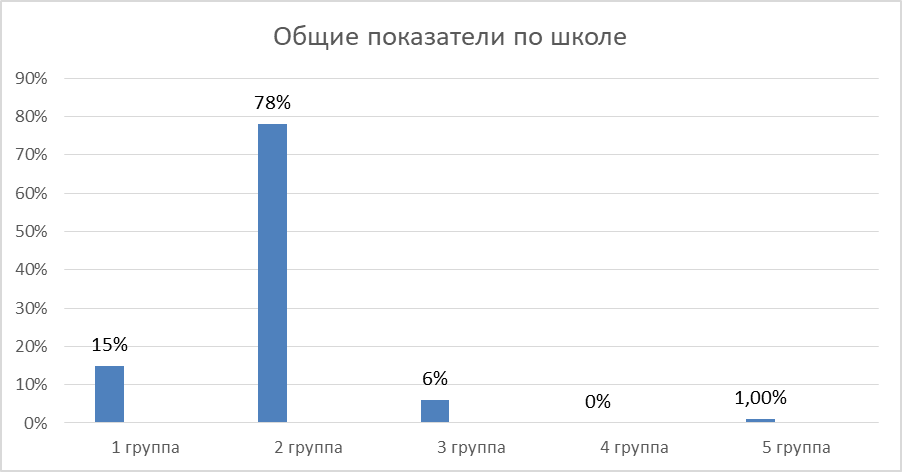 Общие показатели по школе
90%
80%
70%
60%
50%
40%
30%
20%
10%
0%
15%
78%
6%
0%
1,00%
1 группа
2 группа
3 группа
4 группа
5 группа